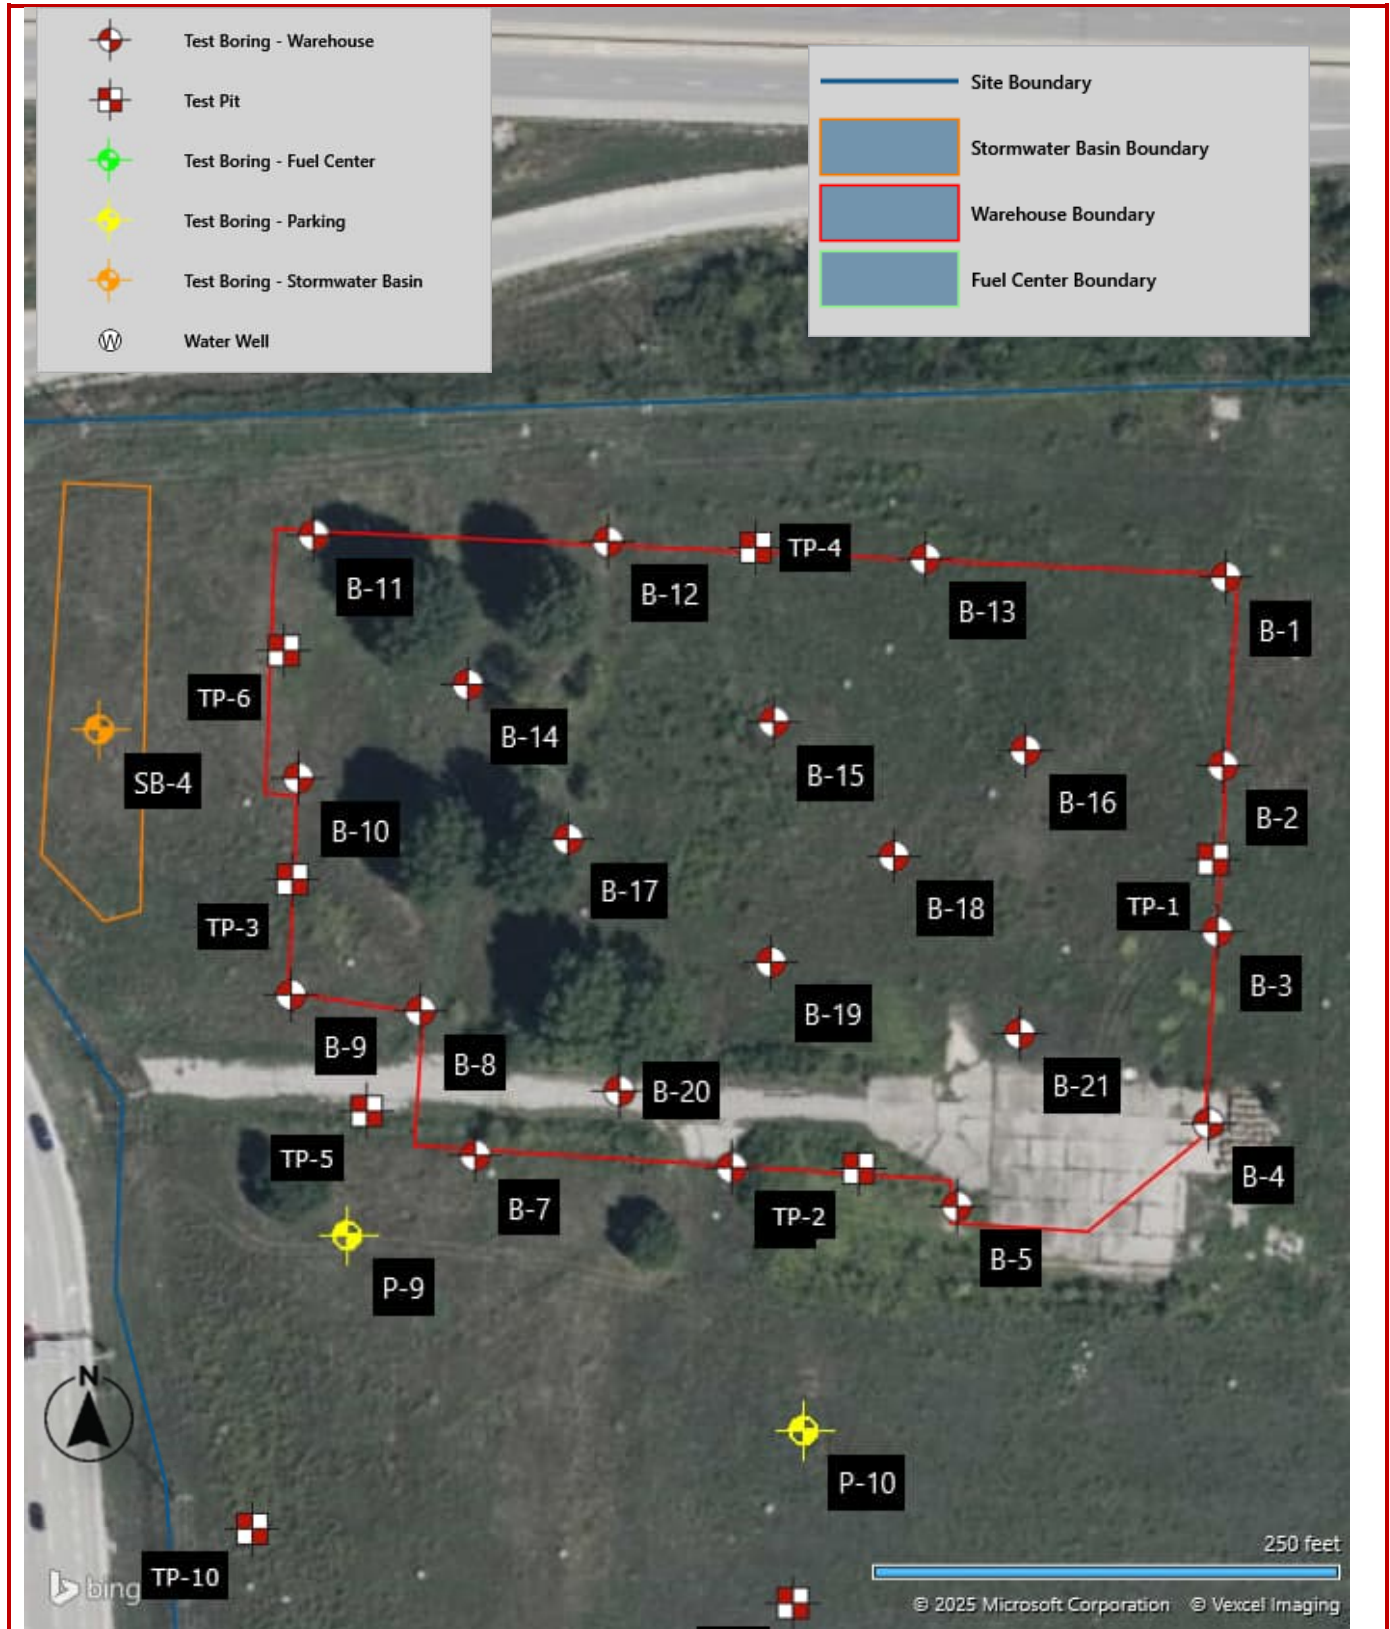 Test Boring - Warehouse
Test Pit
Test Boring - Fuel Center
Test Boring - Parking
Test Boring - Stormwater Basin
W
Water Well
Site Boundary
Stormwater Basin Boundary
Warehouse Boundary
Fuel Center Boundary
TP-4
B-11
B-12
B-13
B-1
TP-6
B-14
SB-4
B-15
B-16
B-2
B-10
B-17
B-18
TP-1
TP-3
B-3
B-19
B-9
B-8
B-20
B-21
TP-5
B-4
B-7
TP-2
B-5
P-9
N
P-10
250 feet
TP-10
bing
© 2025 Microsoft Corporation © Vexcel Imaging